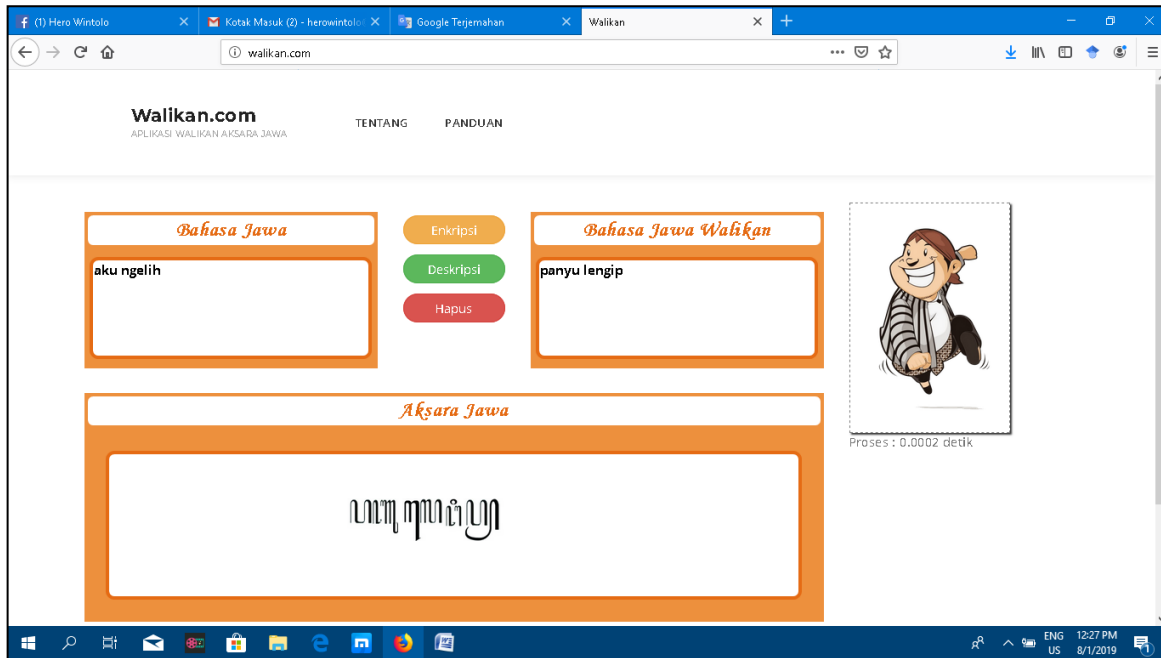 (1) Hero Wintolo
Kotak Masuk (2) - herowintolo
Google Terjemahan
Walikan
walikan.com
Walikan.com
APLIKASI WALIKAN AKSARA JAWA
TENTANG PANDUAN
Bahasa Jawa
aku ngelih
Enkripsi
Deskripsi
Hapus
Bahasa Jawa Walikan
panyu lengip
Proses : 0.0002 detik
Aksara Jawa
ENG
US
12:27 PM
8/1/2019